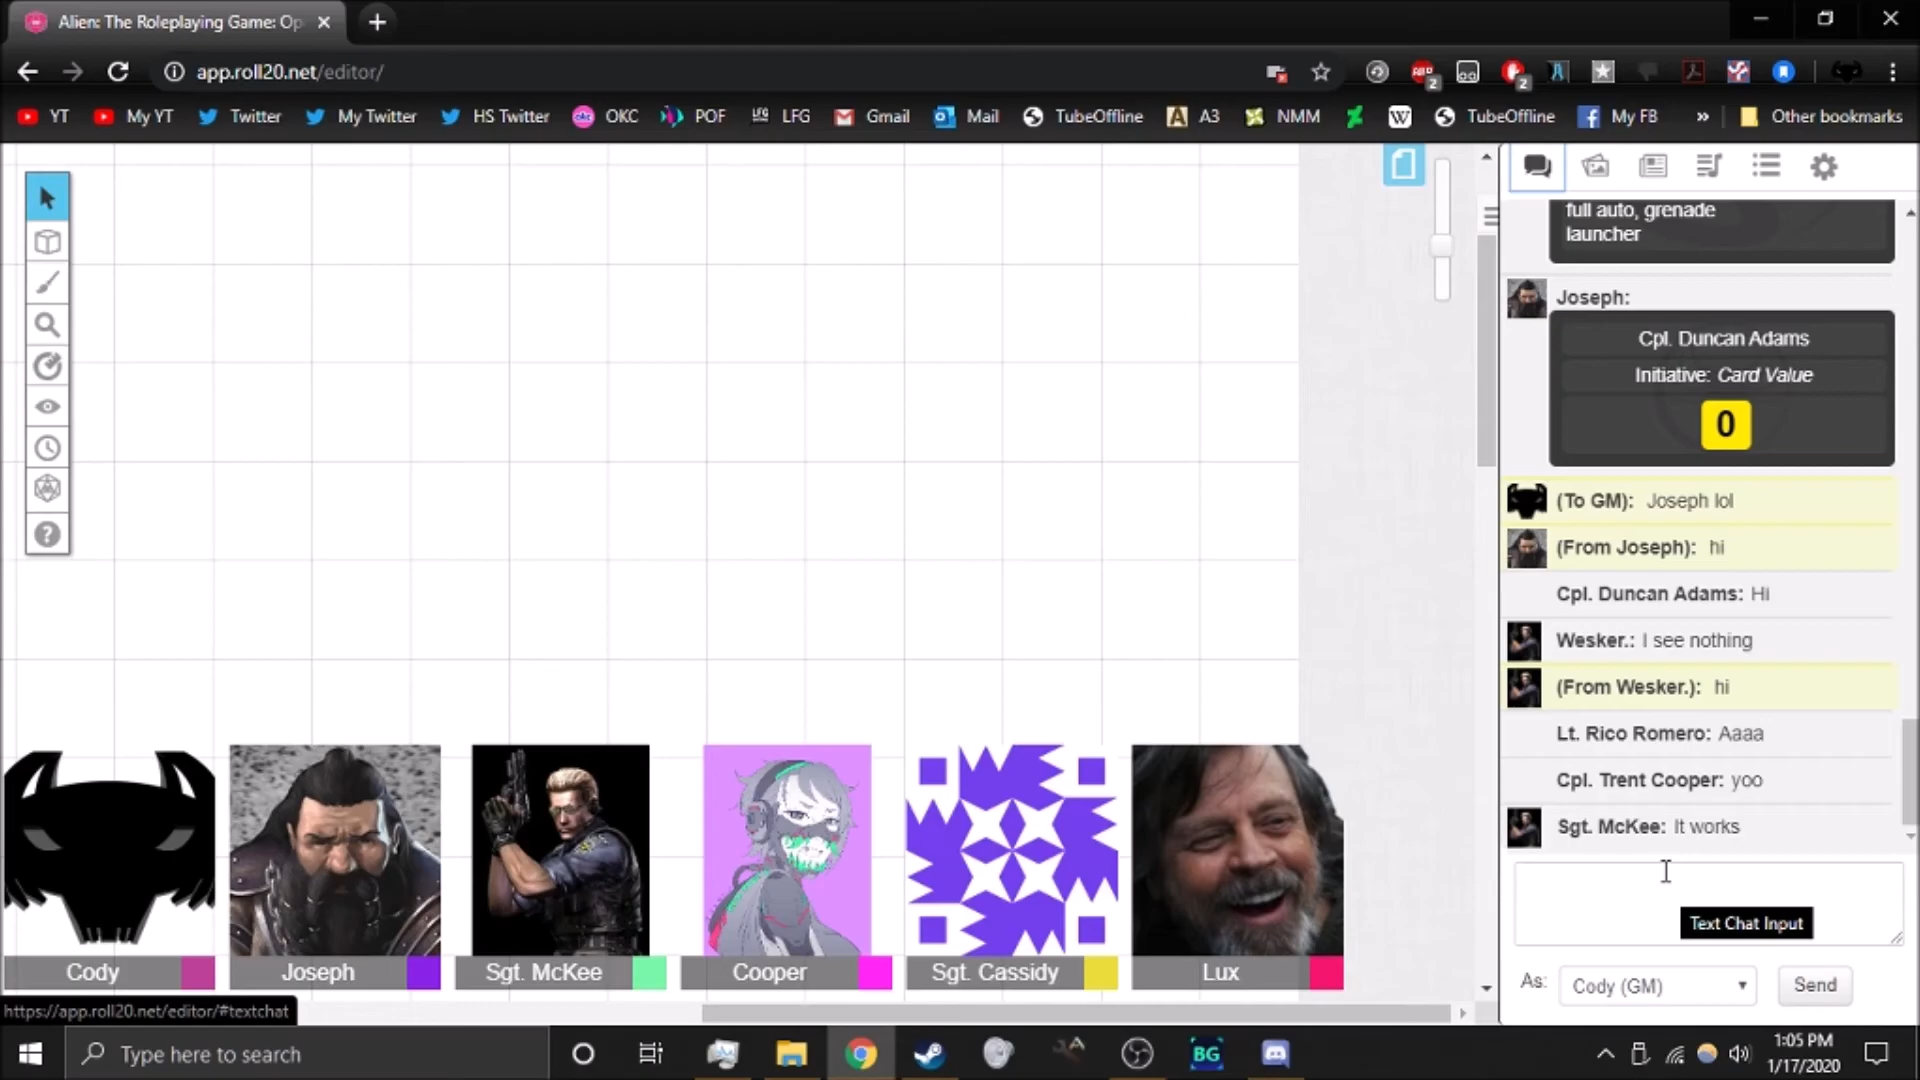 Alien: The Roleplaying Game: Op
app.roll20.net/editor/
2
2
YT
My YT
Twitter
My Twitter
HS Twitter
OKC
POF
LFG
LFG
Gmail
Mail
TubeOffline
A3
NMM
TubeOffline
My FB
»
Other bookmarks
full auto, grenade
launcher
Joseph:
Cpl. Duncan Adams
Initiative: Card Value
0
(To GM): Joseph lol
(From Joseph): hi
Cpl. Duncan Adams: Hi
Wesker.: I see nothing
(From Wesker.): hi
Lt. Rico Romero: Aaaa
Cpl. Trent Cooper: yoo
Sgt. McKee: It works
Text Chat Input
As: Cody (GM)
Send
Cody
Joseph
Sgt. McKee
Cooper
Sgt. Cassidy
Lux
https://app.roll20.net/editor/#textchat
Type here to search
BG
1:05 PM
1/17/2020